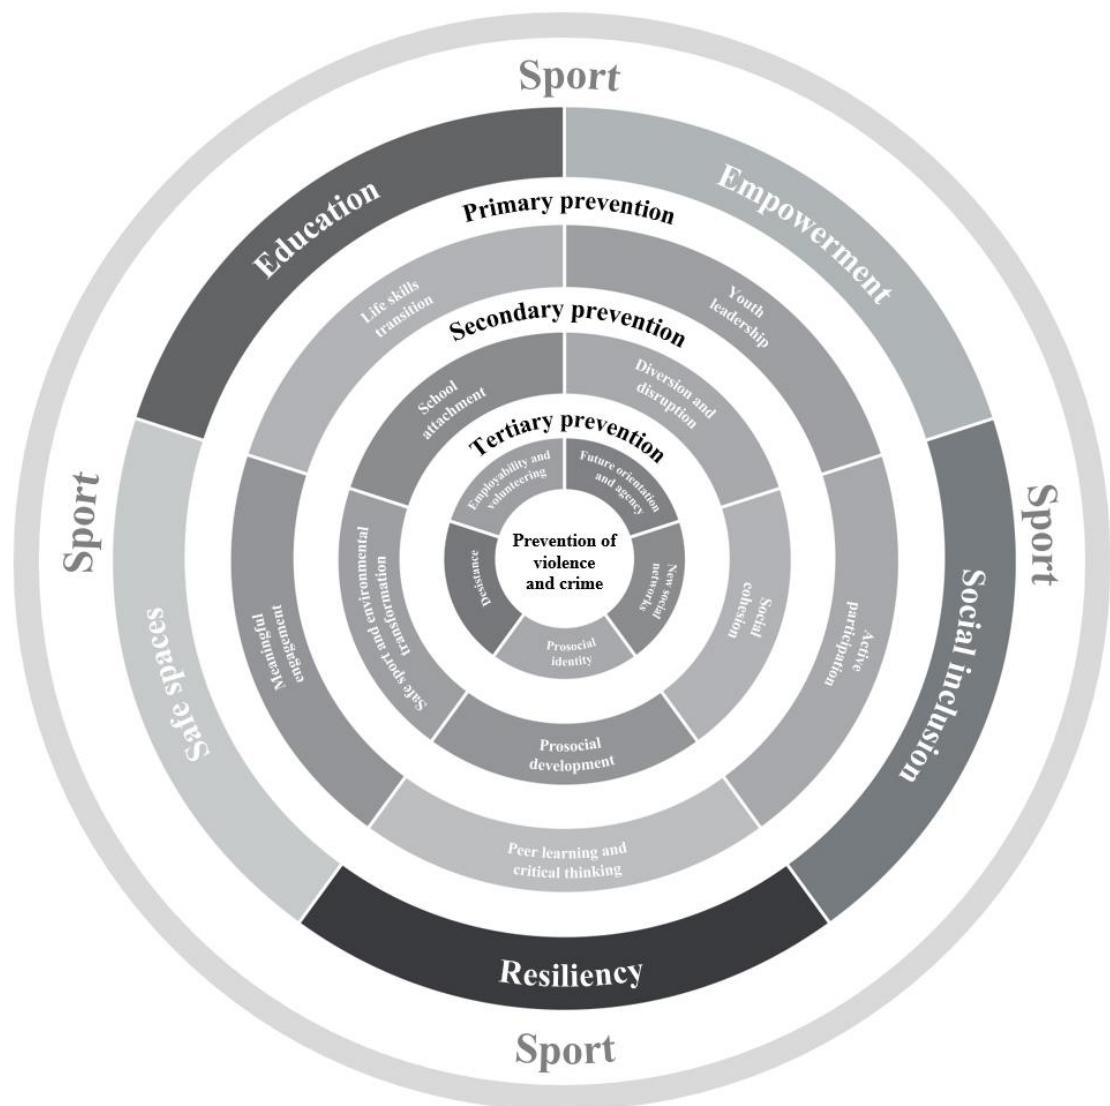 Sport
Education
Empowerment
Primary prevention
Life skills
transition
Youth
leadership
Secondary prevention
School
attachment
Diversion and
disruption
Tertiary prevention
Employability and
volunteering
Future orientation
and agency
Sport
Sport
Prevention of
violence
and crime
Desistance
New social
networks
Prosocial
identity
Safe sport and environmental
transformation
Social
cohesion
Meaningful
engagement
Active
participation
Safe spaces
Social inclusion
Prosocial
development
Peer learning and
critical thinking
Resiliency
Sport